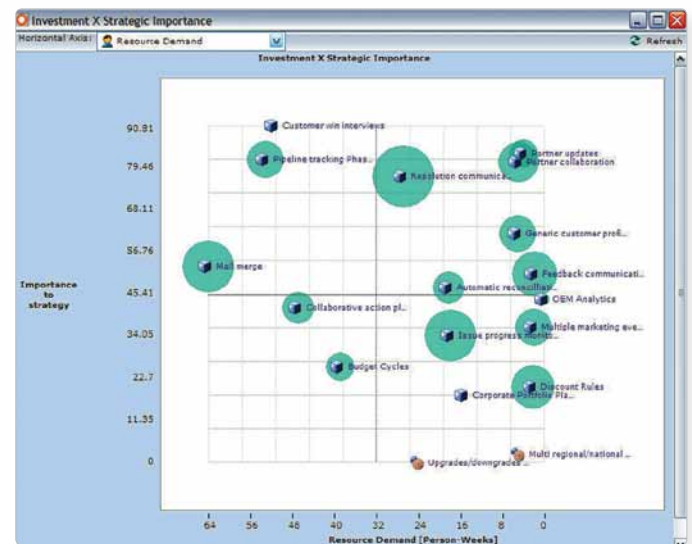 Investment X Strategic Importance
Horizontal Axis: Resource Demand Refresh
Investment X Strategic Importance
90.81
Customer win interviews
79.46
Pipeline tracking Phas...
Partner updates
Partner collaboration
Resolution communica...
68.11
Generic customer profi...
56.76
Mail merge
Feedback communicati...
Importance
to
strategy
45.41
Automatic reconciliati...
OEM Analytics
Collaborative action pl...
34.05
Multiple marketing eve...
Issue progress monito...
22.7
Budget Cycles
Discount Rules
Corporate Portfolio Pla...
11.35
0
Upgrades/downgrades ...
Multi regional/national ...
64 56 48 40 32 24 16 8 0
Resource Demand [Person-Weeks]